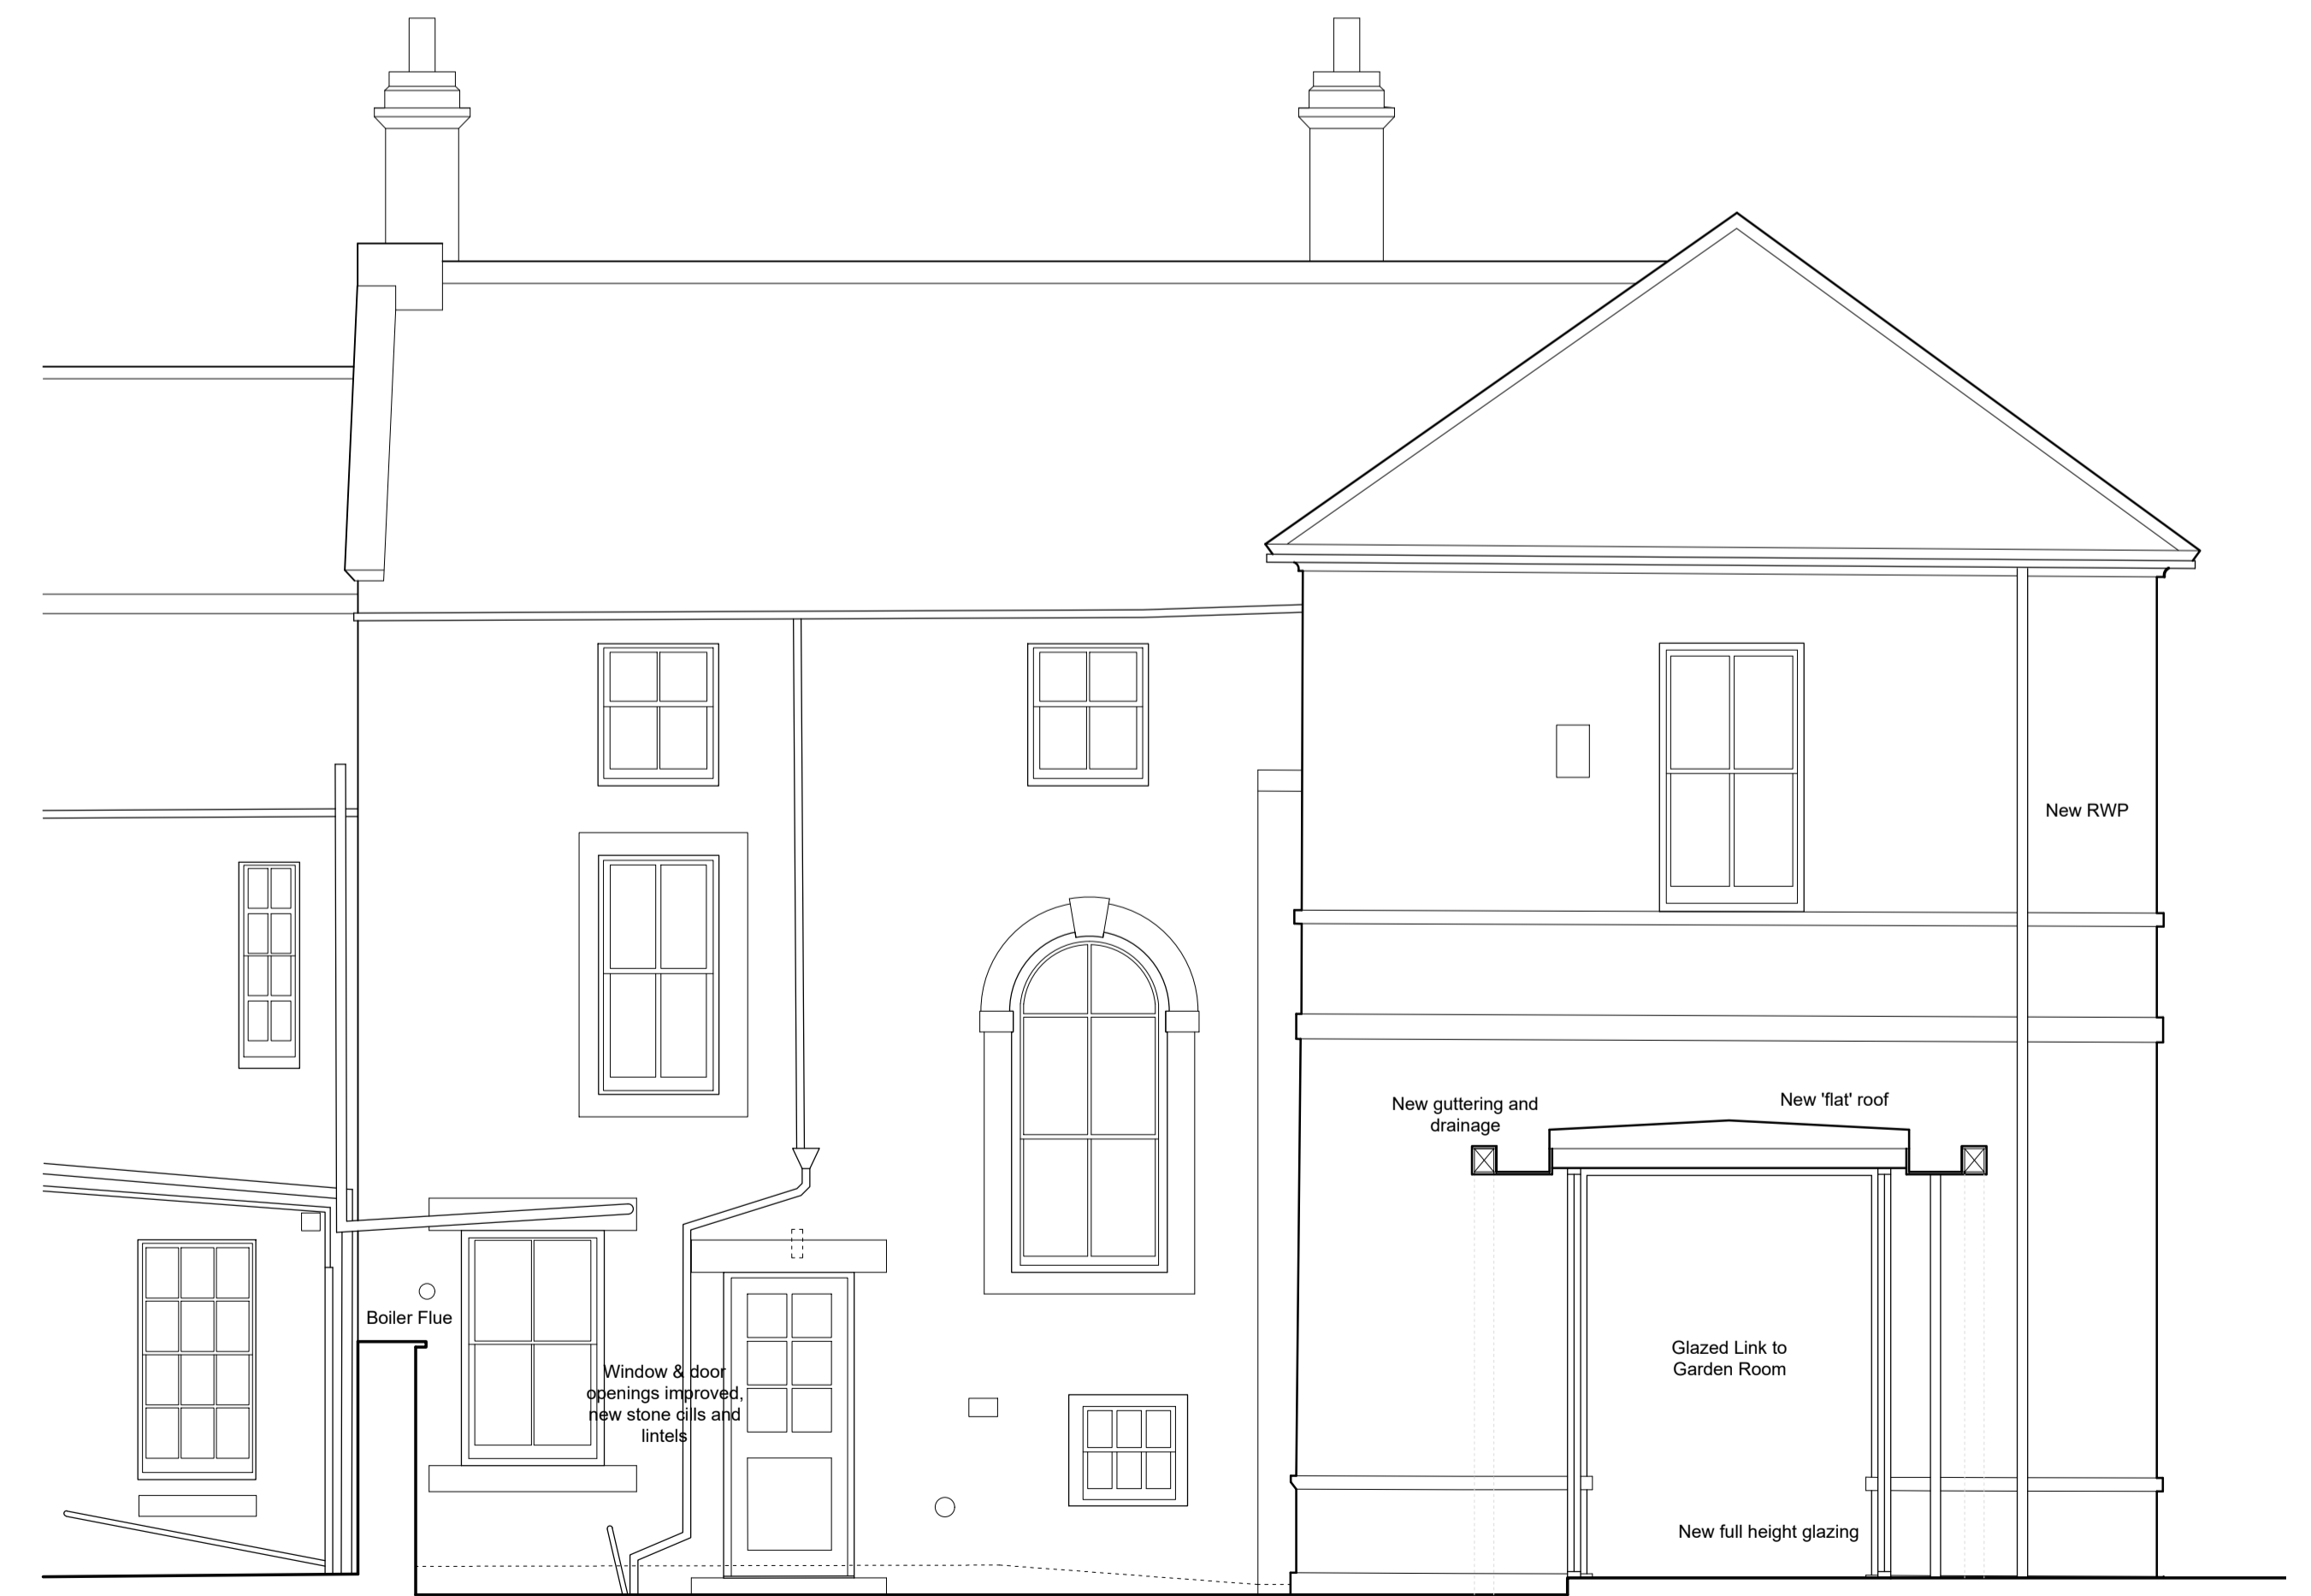 New RWP
New guttering and
drainage
New 'flat' roof
Boiler Flue
Window & door
openings improved,
new stone cills and
lintels
Glazed Link to
Garden Room
New full height glazing